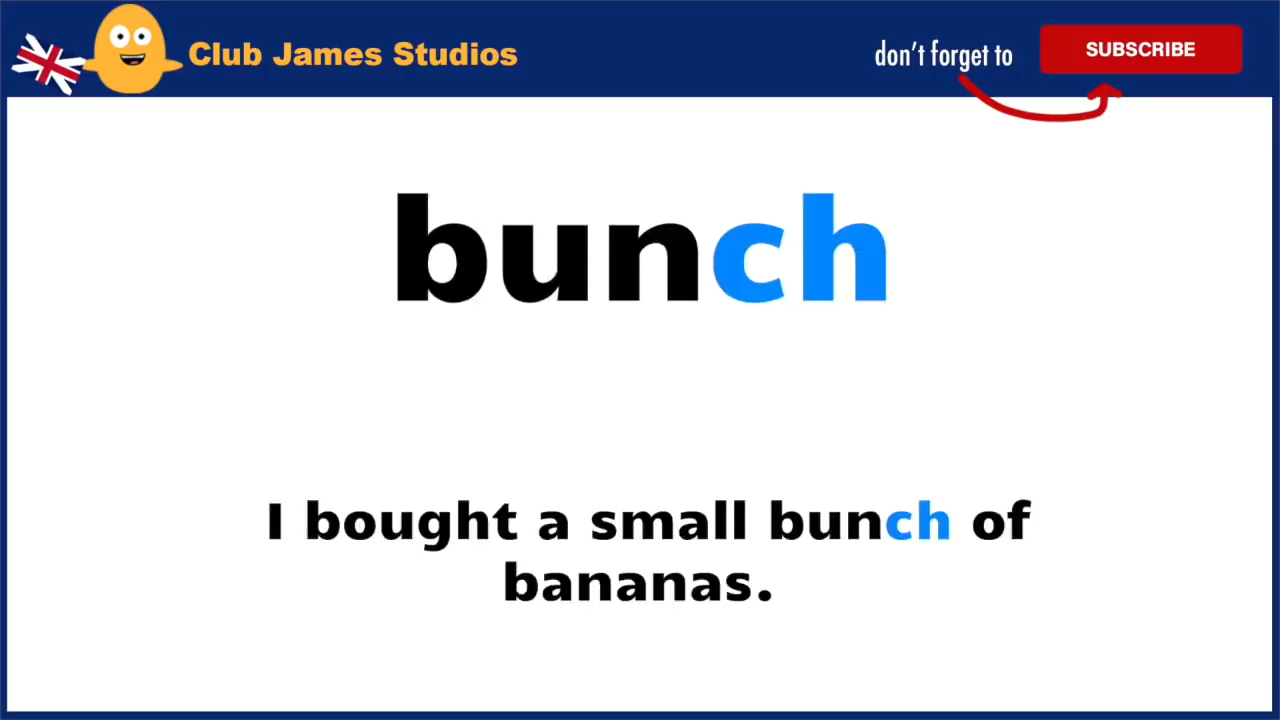 Club James Studios
don't forget to
SUBSCRIBE
bunch
I bought a small bunch of
bananas.